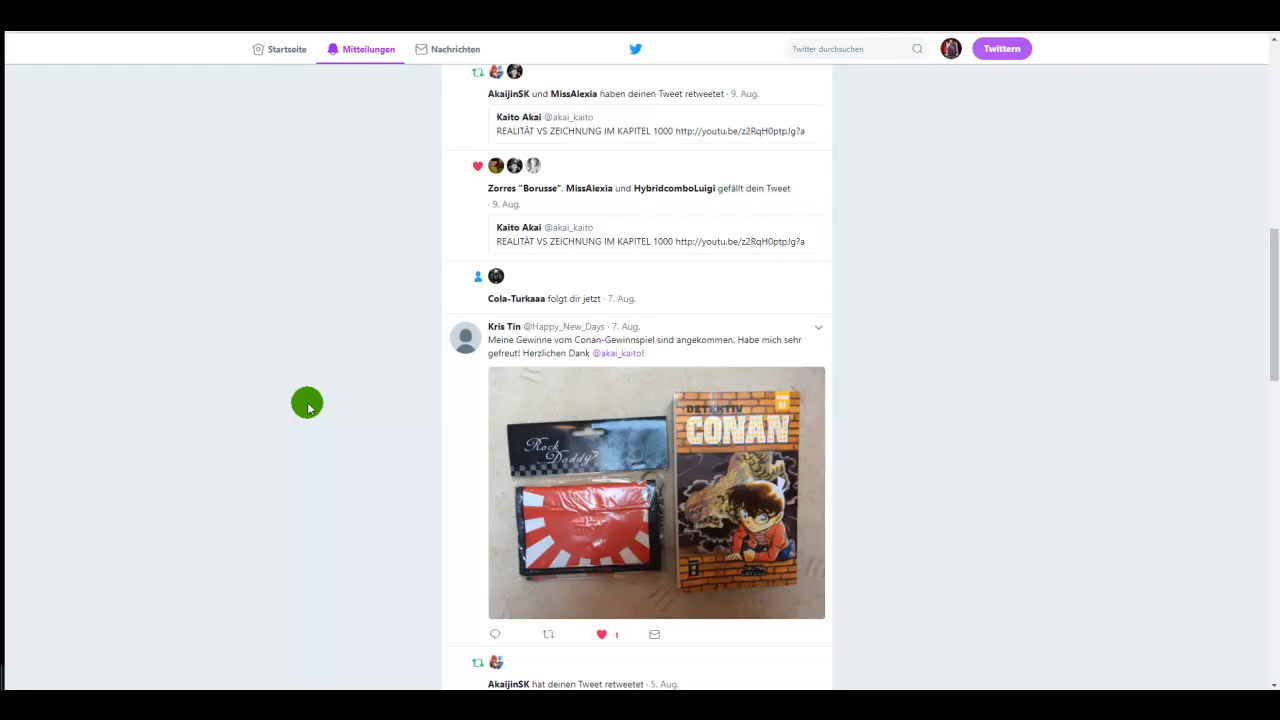 Startseite
Mitteilungen
Nachrichten
Twitter durchsuchen
Twittern
AkaijinSK und MissAlexia haben deinen Tweet retweetet · 9. Aug.
Kaito Akai @akai_kaito
REALITÄT VS ZEICHNUNG IM KAPITEL 1000 http://youtu.be/z2RqH0ptpJg?a
Zorres "Borusse". MissAlexia und HybridcomboLuigi gefällt dein Tweet
· 9. Aug.
Kaito Akai @akai_kaito
REALITÄT VS ZEICHNUNG IM KAPITEL 1000 http://youtu.be/z2RqH0ptpJg?a
Cola-Turkaaa folgt dir jetzt · 7. Aug.
Kris Tin @Happy_New_Days · 7. Aug.
Meine Gewinne vom Conan-Gewinnspiel sind angekommen. Habe mich sehr
gefreut! Herzlichen Dank @akai_kaito!
Rock
Daddy
DETEKTIV
CONAN
1
AkaijinSK hat deinen Tweet retweetet · 5. Aug.